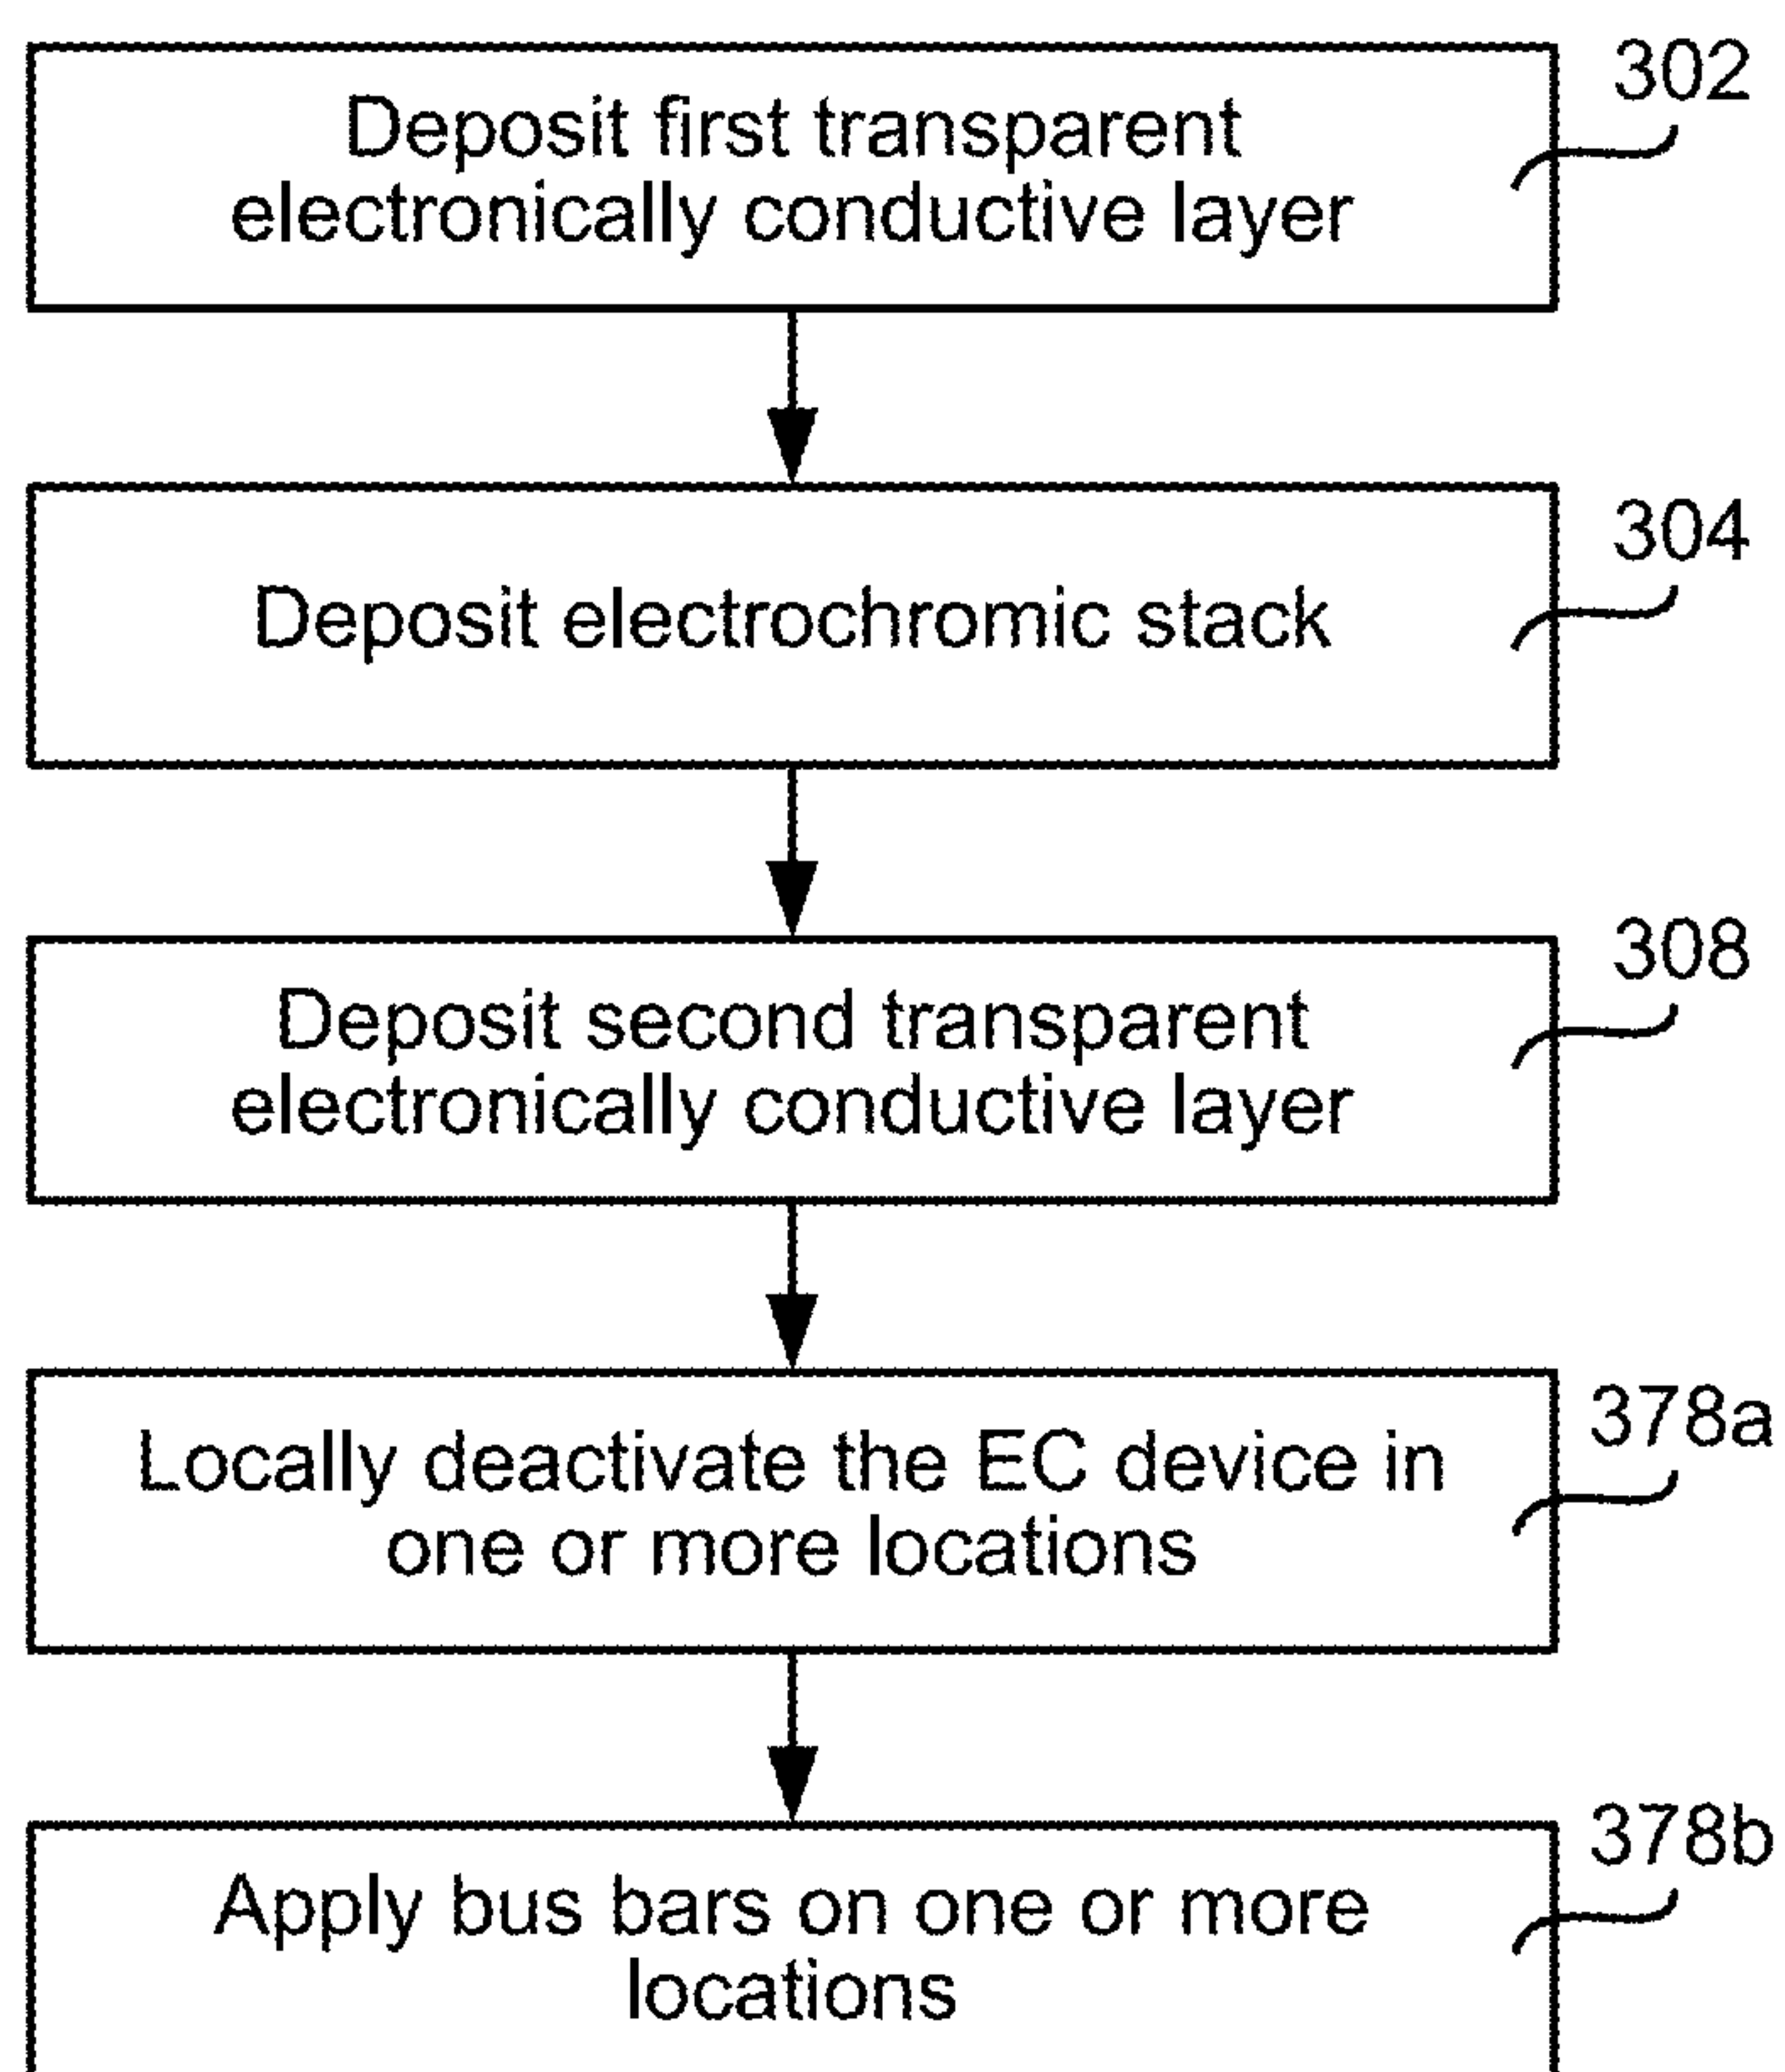 302
Deposit first transparent
electronically conductive layer
304
Deposit electrochromic stack
308
Deposit second transparent
electronically conductive layer
378a
Locally deactivate the EC device in
one or more locations
378b
Apply bus bars on one or more
locations